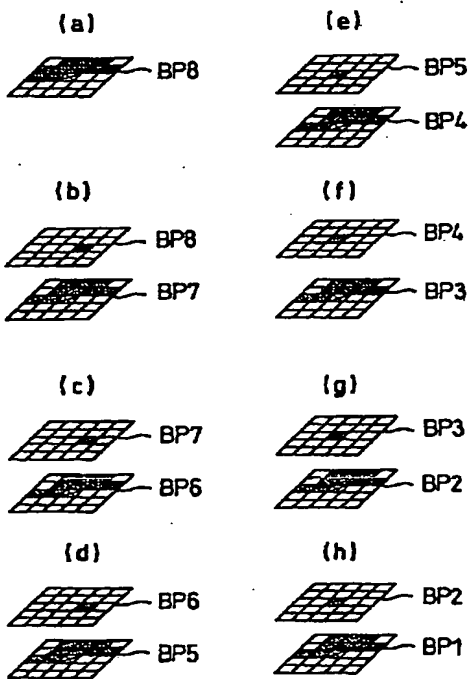 (a)
BP8
(b)
BP8
BP7
(c)
BP7
BP6
(d)
BP6
BP5
(e)
BP5
BP4
(f)
BP4
BP3
(g)
BP3
BP2
(h)
BP2
BP1